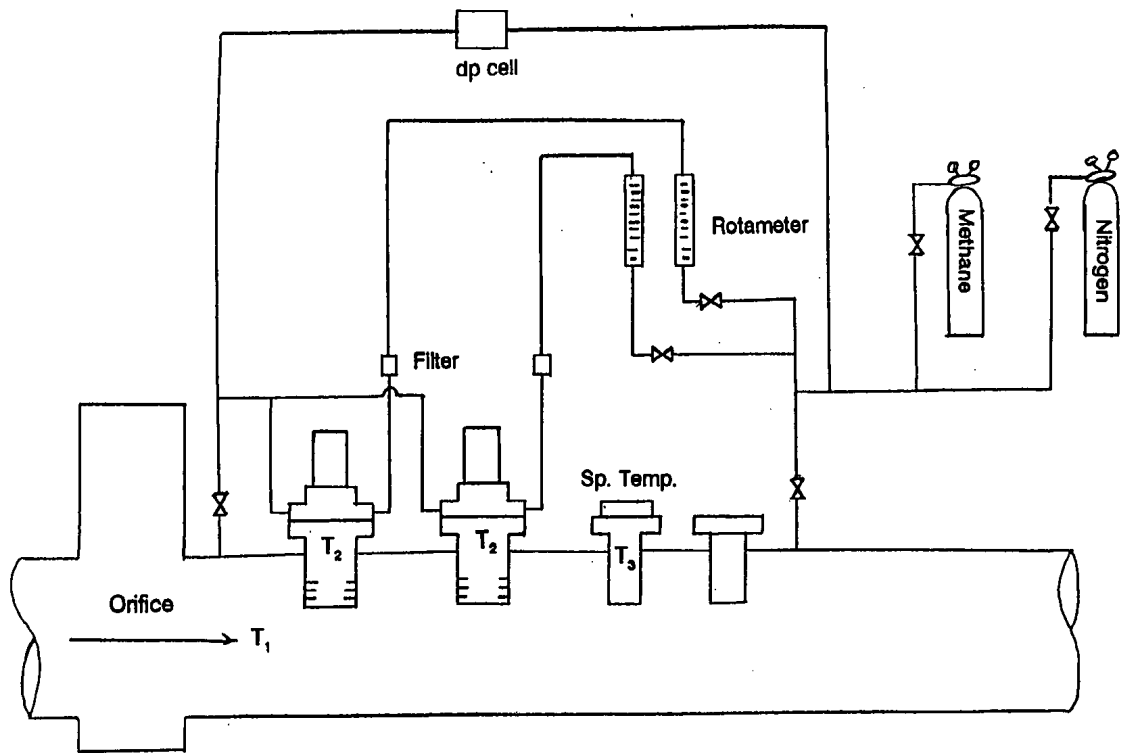 dp cell
Rotameter
Methane
Nitrogen
Filter
Sp. Temp.
T₂
T₂
T₃
Orifice
T₁